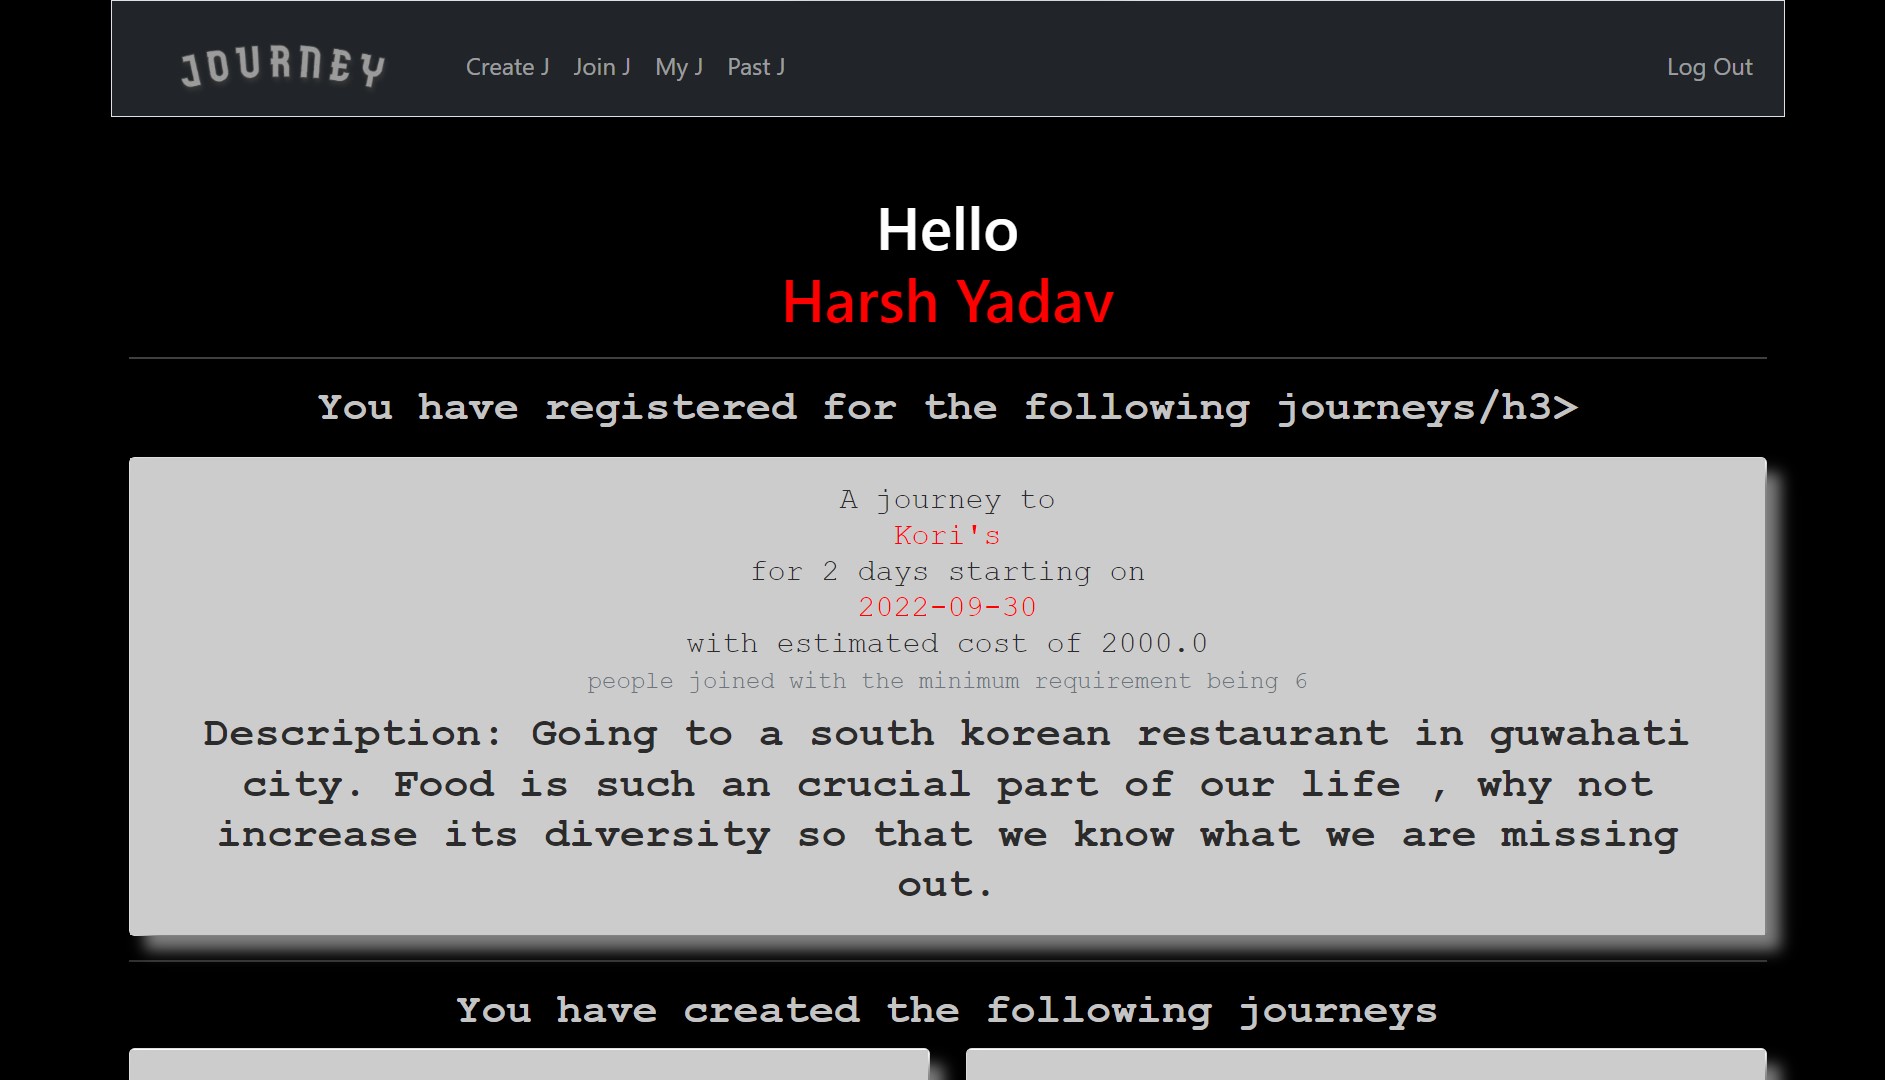 JOURNEY Create J Join J My J Past J Log Out
Hello
Harsh Yadav
You have registered for the following journeys/h3>
A journey to
Kori's
for 2 days starting on
2022-09-30
with estimated cost of 2000.0
people joined with the minimum requirement being 6
Description: Going to a south korean restaurant in guwahati
city. Food is such an crucial part of our life , why not
increase its diversity so that we know what we are missing
out.
You have created the following journeys